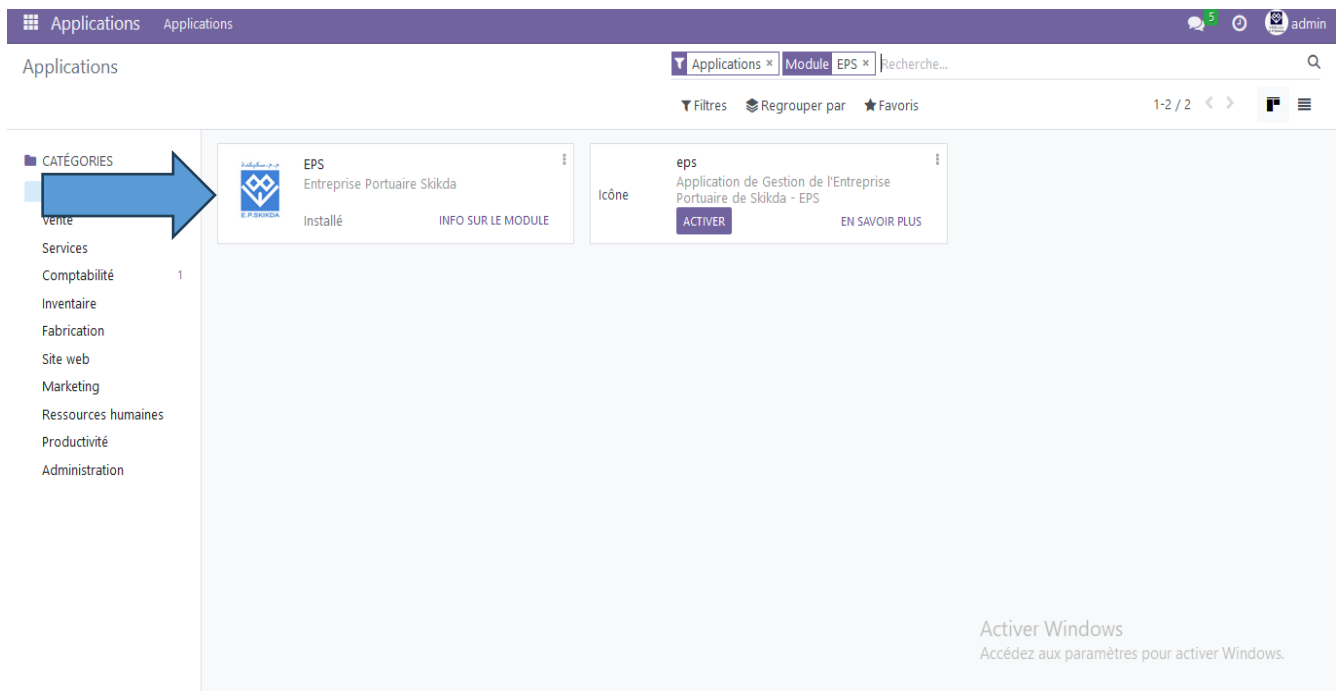 Applications Applications 5 admin
Applications
Applications × Module EPS × Recherche...
Filtres Regrouper par Favoris 1-2 / 2
CATÉGORIES
Vente
Services
Comptabilité 1
Inventaire
Fabrication
Site web
Marketing
Ressources humaines
Productivité
Administration
م.م.سكيكدة
E.P.SKIKDA
EPS
Entreprise Portuaire Skikda
Installé INFO SUR LE MODULE
Icône
eps
Application de Gestion de l'Entreprise
Portuaire de Skikda - EPS
ACTIVER EN SAVOIR PLUS
Activer Windows
Accédez aux paramètres pour activer Windows.